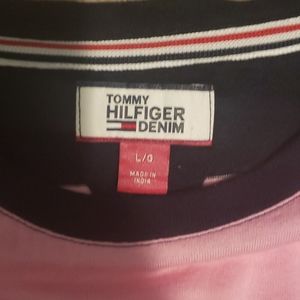 TOMMY
HILFIGER
DENIM
L/G
MADE IN
INDIA